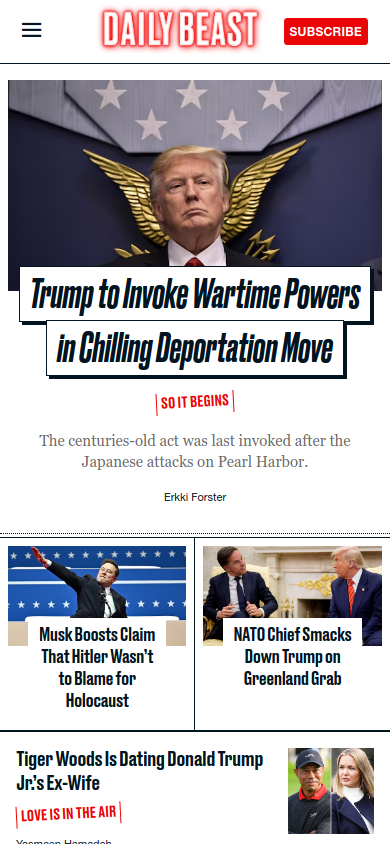 DAILY BEAST
SUBSCRIBE
Trump to Invoke Wartime Powers
in Chilling Deportation Move
SO IT BEGINS
The centuries-old act was last invoked after the
Japanese attacks on Pearl Harbor.
Erkki Forster
Musk Boosts Claim
That Hitler Wasn't
to Blame for
Holocaust
NATO Chief Smacks
Down Trump on
Greenland Grab
Tiger Woods Is Dating Donald Trump
Jr.'s Ex-Wife
LOVE IS IN THE AIR
Yasmeen Hamadeh